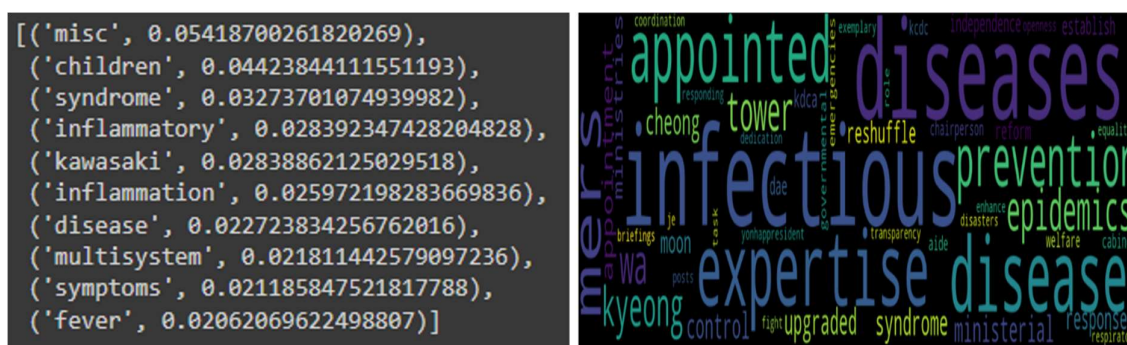 [('misc', 0.05418700261820269),
('children', 0.04423844111551193),
('syndrome', 0.03273701074939982),
('inflammatory', 0.028392347428204828),
('kawasaki', 0.02838862125029518),
('inflammation', 0.025972198283669836),
('disease', 0.022723834256762016),
('multisystem', 0.021811442579097236),
('symptoms', 0.021185847521817788),
('fever', 0.02062069622498807)]
coordination
exemplary
kcdc
independence
openness
establish
ministries
appointed
diseases
responding
kdca
governmental
emergencies
role
cheong
tower
reshuffle
chairperson
reform
equalit
dedication
mers
infectious
prevention
appointment
dae
epidemics
briefings
je
task
yonhappresident
transparency
disasters
enhance
wa
moon
posts
aide
welfare
cabin
expertise
disease
kyeong
control
fight
upgraded
syndrome
ministerial
response
respirato